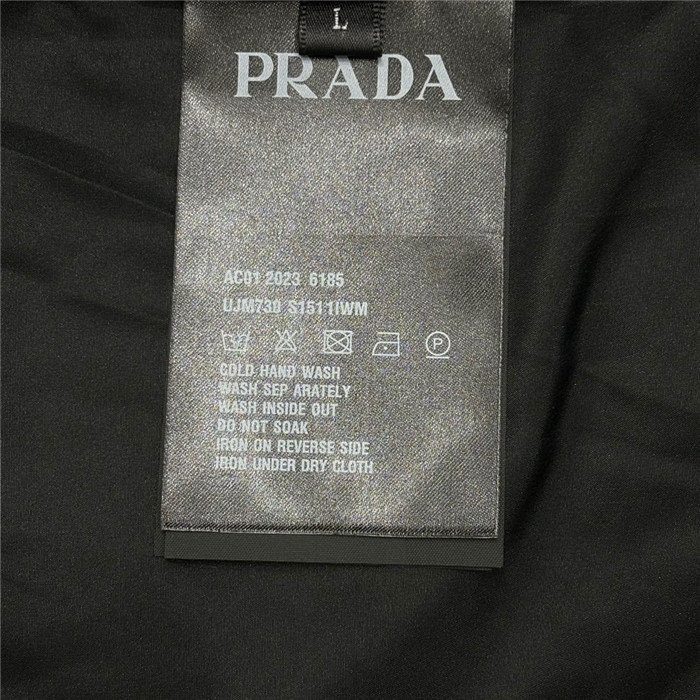 L
PRADA
AC01 2023 6185
UJM730 S1511IWM
P
COLD HAND WASH
WASH SEP ARATELY
WASH INSIDE OUT
DO NOT SOAK
IRON ON REVERSE SIDE
IRON UNDER DRY CLOTH